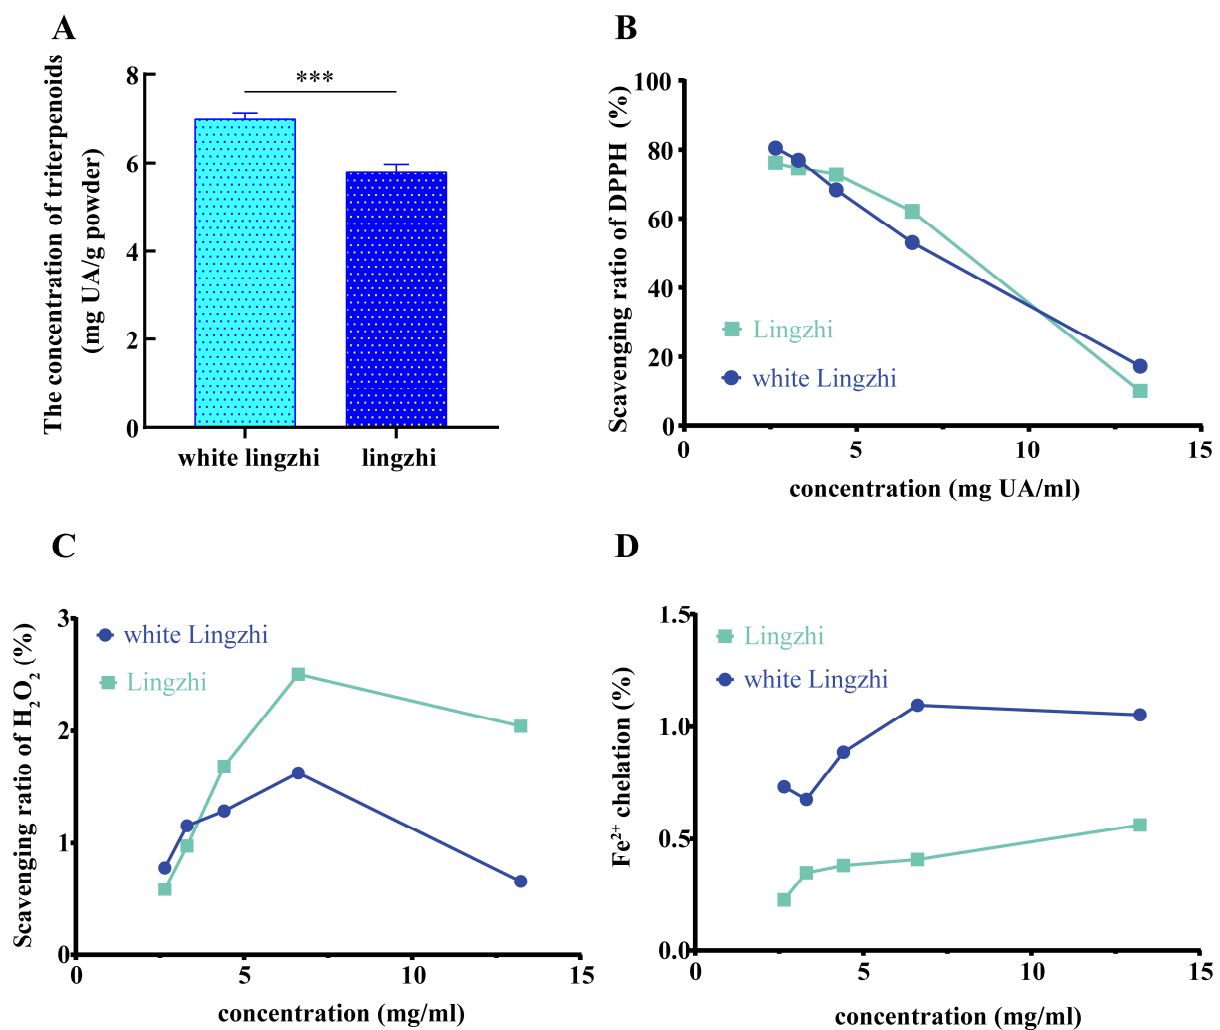 A
The concentration of triterpenoids
(mg UA/g powder)
8
6
4
2
0
***
white lingzhi
lingzhi
B
Scavenging ratio of DPPH (%)
100
80
60
40
20
0
Lingzhi
white Lingzhi
0 5 10 15
concentration (mg UA/ml)
C
Scavenging ratio of H₂O₂ (%)
3
2
1
0
white Lingzhi
Lingzhi
0 5 10 15
concentration (mg/ml)
D
Fe²⁺ chelation (%)
1.5
1.0
0.5
0.0
Lingzhi
white Lingzhi
0 5 10 15
concentration (mg/ml)